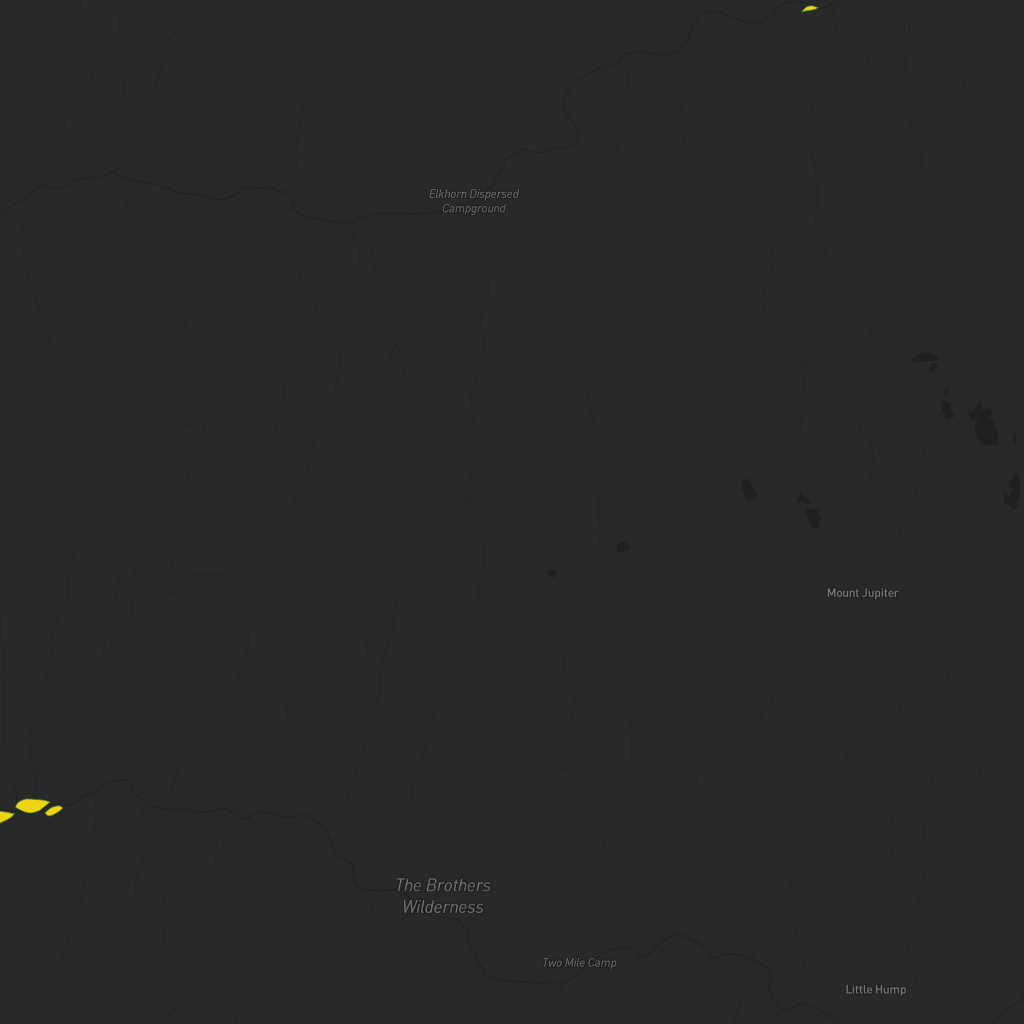 Elkhorn Dispersed
Campground
Mount Jupiter
The Brothers
Wilderness
Two Mile Camp
Little Hump